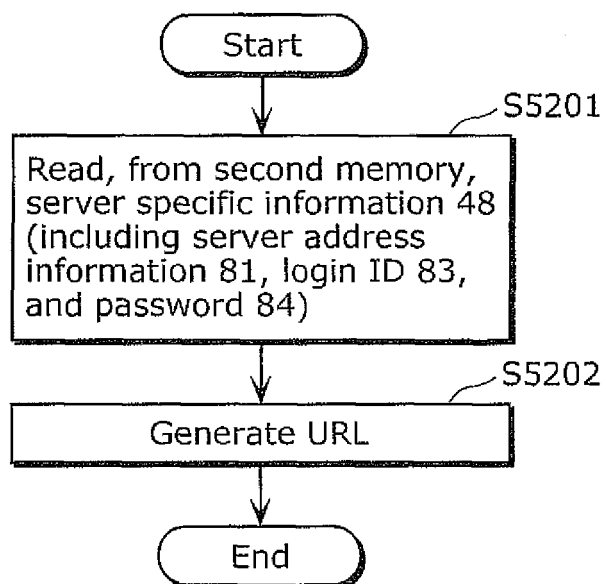 Start
S5201
Read, from second memory,
server specific information 48
(including server address
information 81, login ID 83,
and password 84)
S5202
Generate URL
End